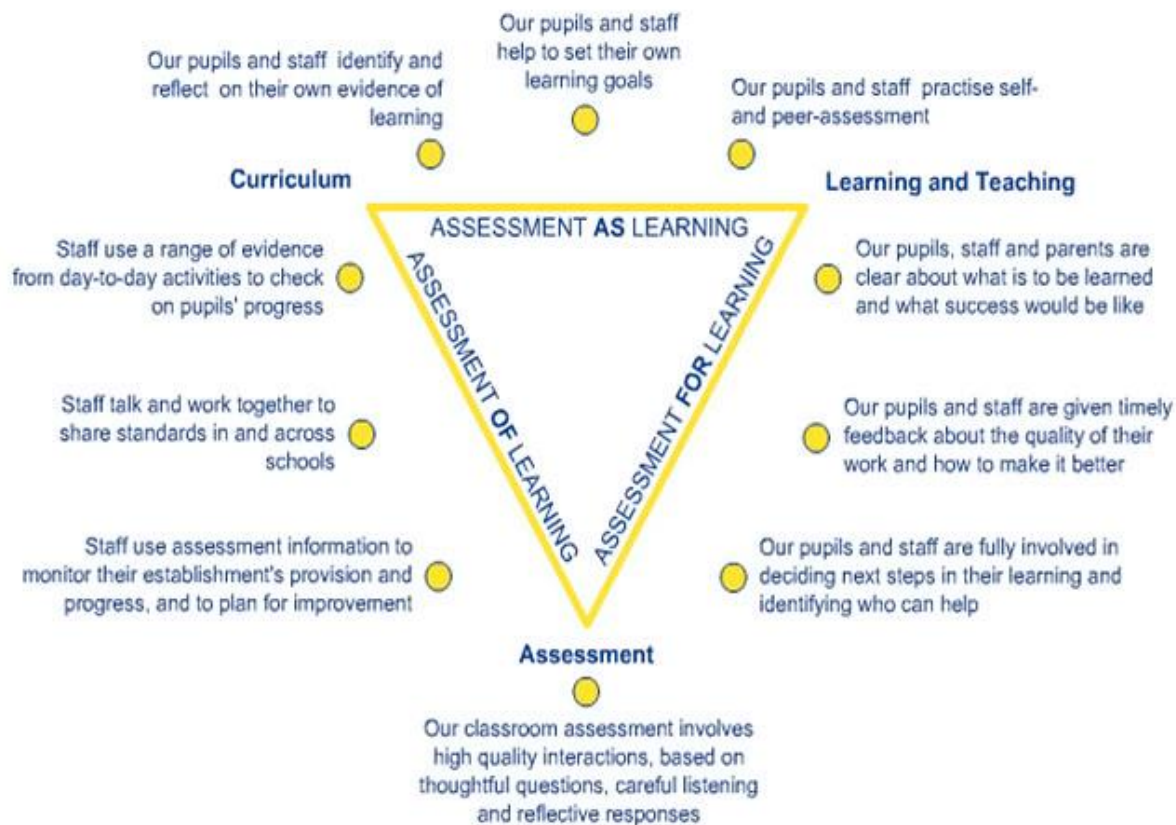 Our pupils and staff
help to set their own
learning goals
Our pupils and staff identify and
reflect on their own evidence of
learning
Our pupils and staff practise self-
and peer-assessment
Curriculum
Learning and Teaching
ASSESSMENT AS LEARNING
ASSESSMENT OF LEARNING
ASSESSMENT FOR LEARNING
Staff use a range of evidence
from day-to-day activities to check
on pupils' progress
Our pupils, staff and parents are
clear about what is to be learned
and what success would be like
Staff talk and work together to
share standards in and across
schools
Our pupils and staff are given timely
feedback about the quality of their
work and how to make it better
Staff use assessment information to
monitor their establishment's provision and
progress, and to plan for improvement
Our pupils and staff are fully involved in
deciding next steps in their learning and
identifying who can help
Assessment
Our classroom assessment involves
high quality interactions, based on
thoughtful questions, careful listening
and reflective responses